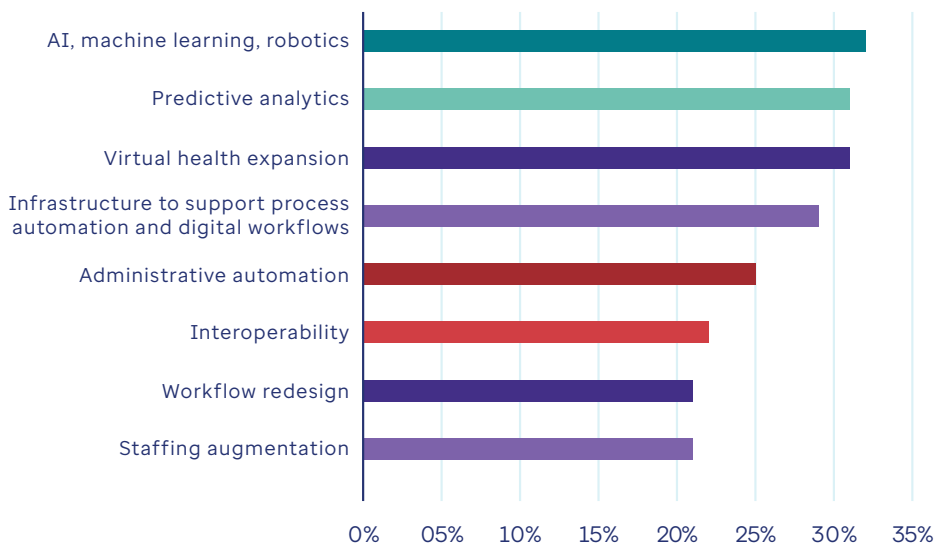 AI, machine learning, robotics
Predictive analytics
Virtual health expansion
Infrastructure to support process
automation and digital workflows
Administrative automation
Interoperability
Workflow redesign
Staffing augmentation
0% 05% 10% 15% 20% 25% 30% 35%